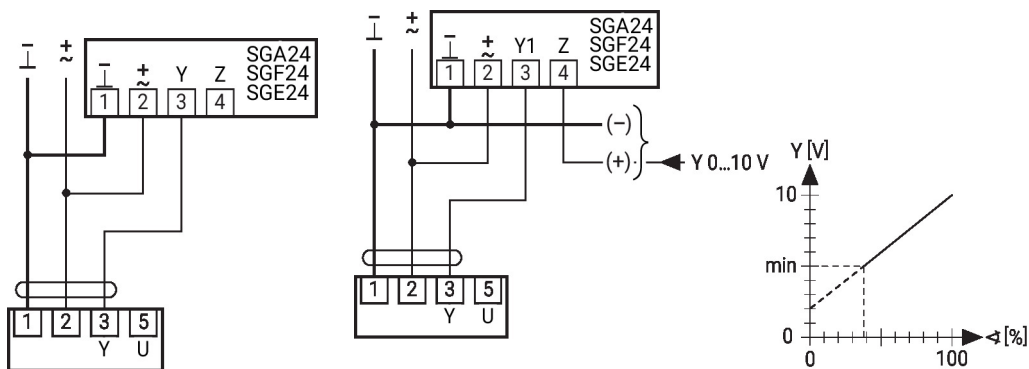 − +
⊥ ~
SGA24
SGF24
SGE24
− +
⊥ ~ Y Z
1 2 3 4
1 2 3 5
Y U
− +
⊥ ~
SGA24
SGF24
SGE24
− +
⊥ ~ Y1 Z
1 2 3 4
(−)
(+) Y 0...10 V
1 2 3 5
Y U
Y [V]
10
min
0
0 100
∢ [%]